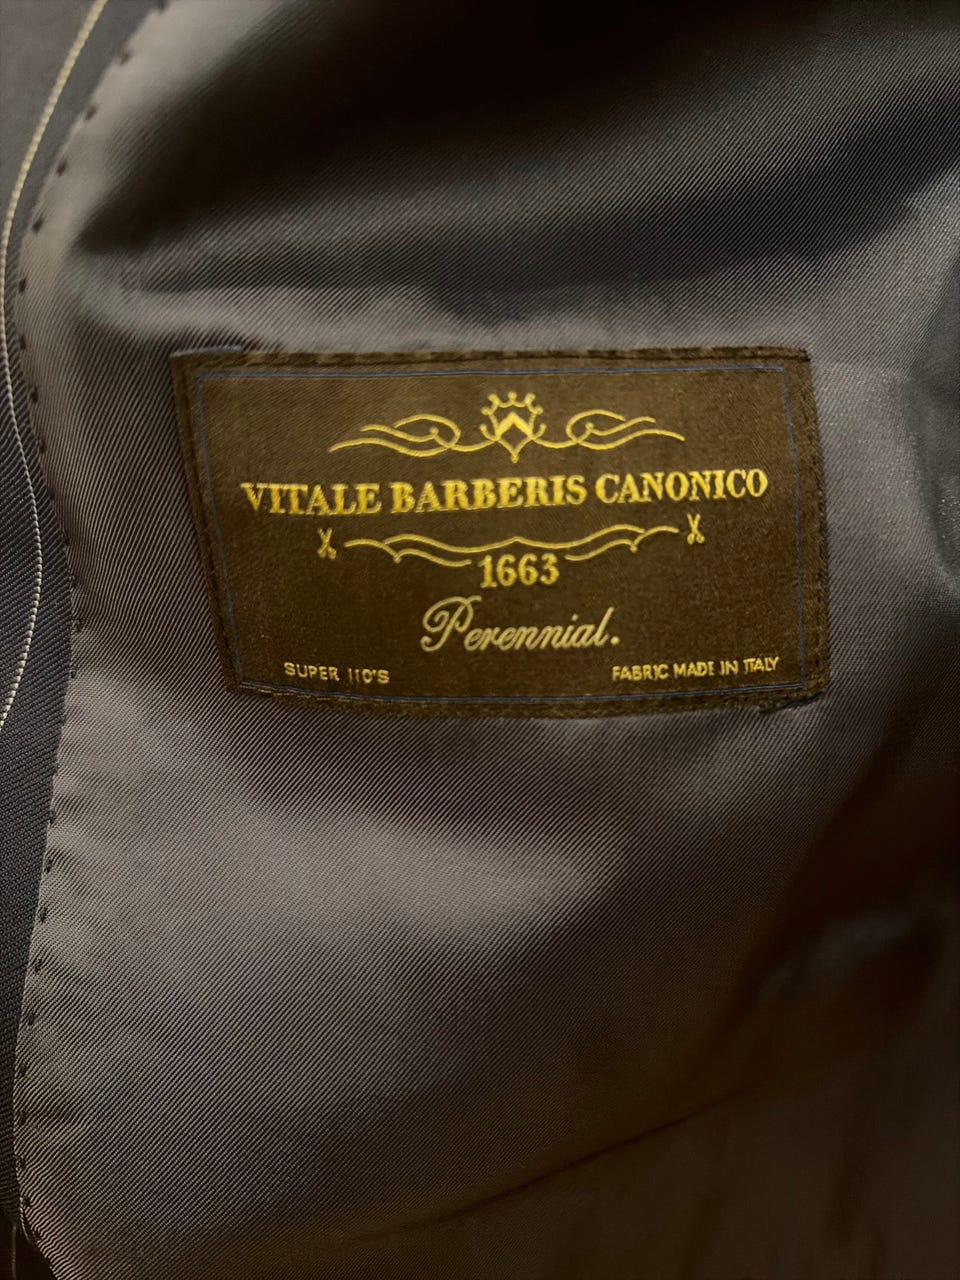 VITALE BARBERIS CANONICO
1663
Perennial.
SUPER 110'S
FABRIC MADE IN ITALY